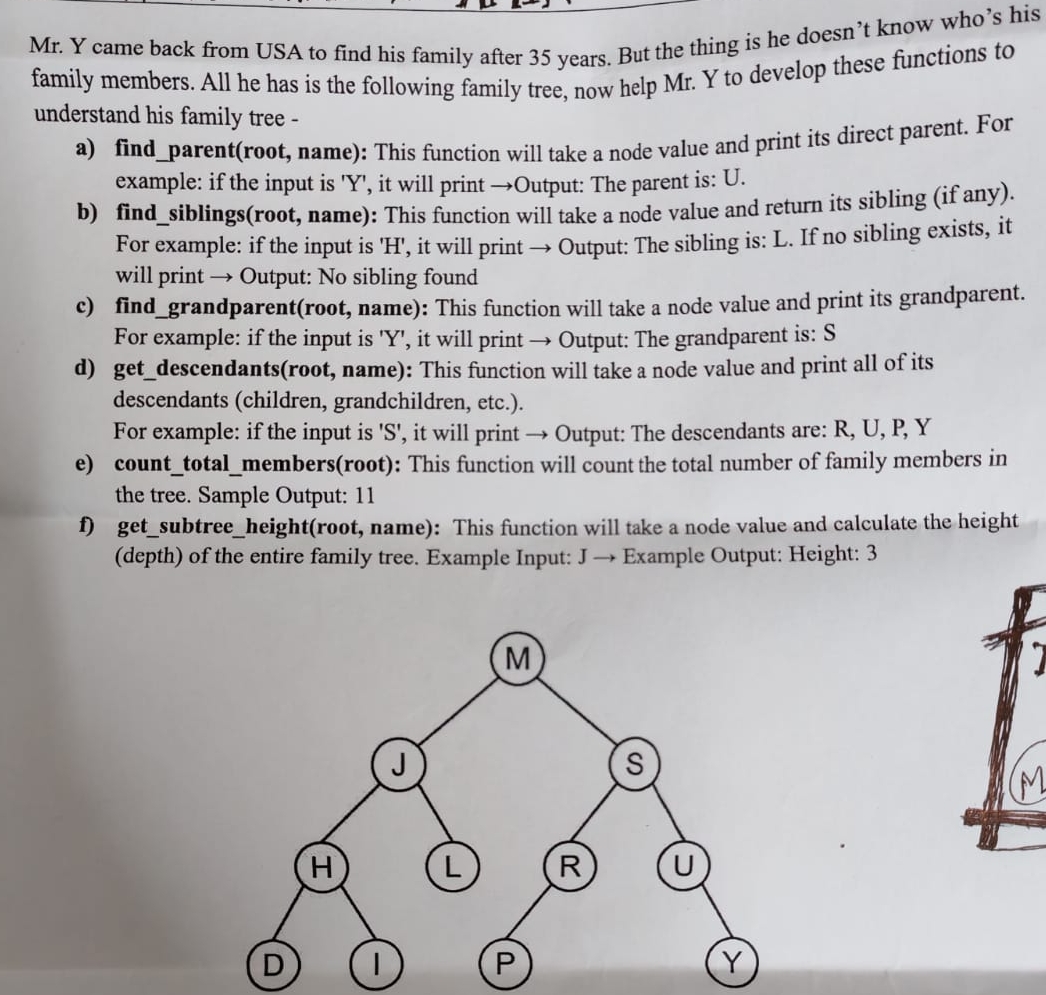 Mr. Y came back from USA to find his family after 35 years. But the thing is he doesn't know who's his
family members. All he has is the following family tree, now help Mr. Y to develop these functions to
understand his family tree -
a) find_parent(root, name): This function will take a node value and print its direct parent. For
example: if the input is 'Y', it will print →Output: The parent is: U.
b) find_siblings(root, name): This function will take a node value and return its sibling (if any).
For example: if the input is 'H', it will print → Output: The sibling is: L. If no sibling exists, it
will print → Output: No sibling found
c) find_grandparent(root, name): This function will take a node value and print its grandparent.
For example: if the input is 'Y', it will print → Output: The grandparent is: S
d) get_descendants(root, name): This function will take a node value and print all of its
descendants (children, grandchildren, etc.).
For example: if the input is 'S', it will print → Output: The descendants are: R, U, P, Y
e) count_total_members(root): This function will count the total number of family members in
the tree. Sample Output: 11
f) get_subtree_height(root, name): This function will take a node value and calculate the height
(depth) of the entire family tree. Example Input: J → Example Output: Height: 3
M
J S
H L R U
M
D I P Y